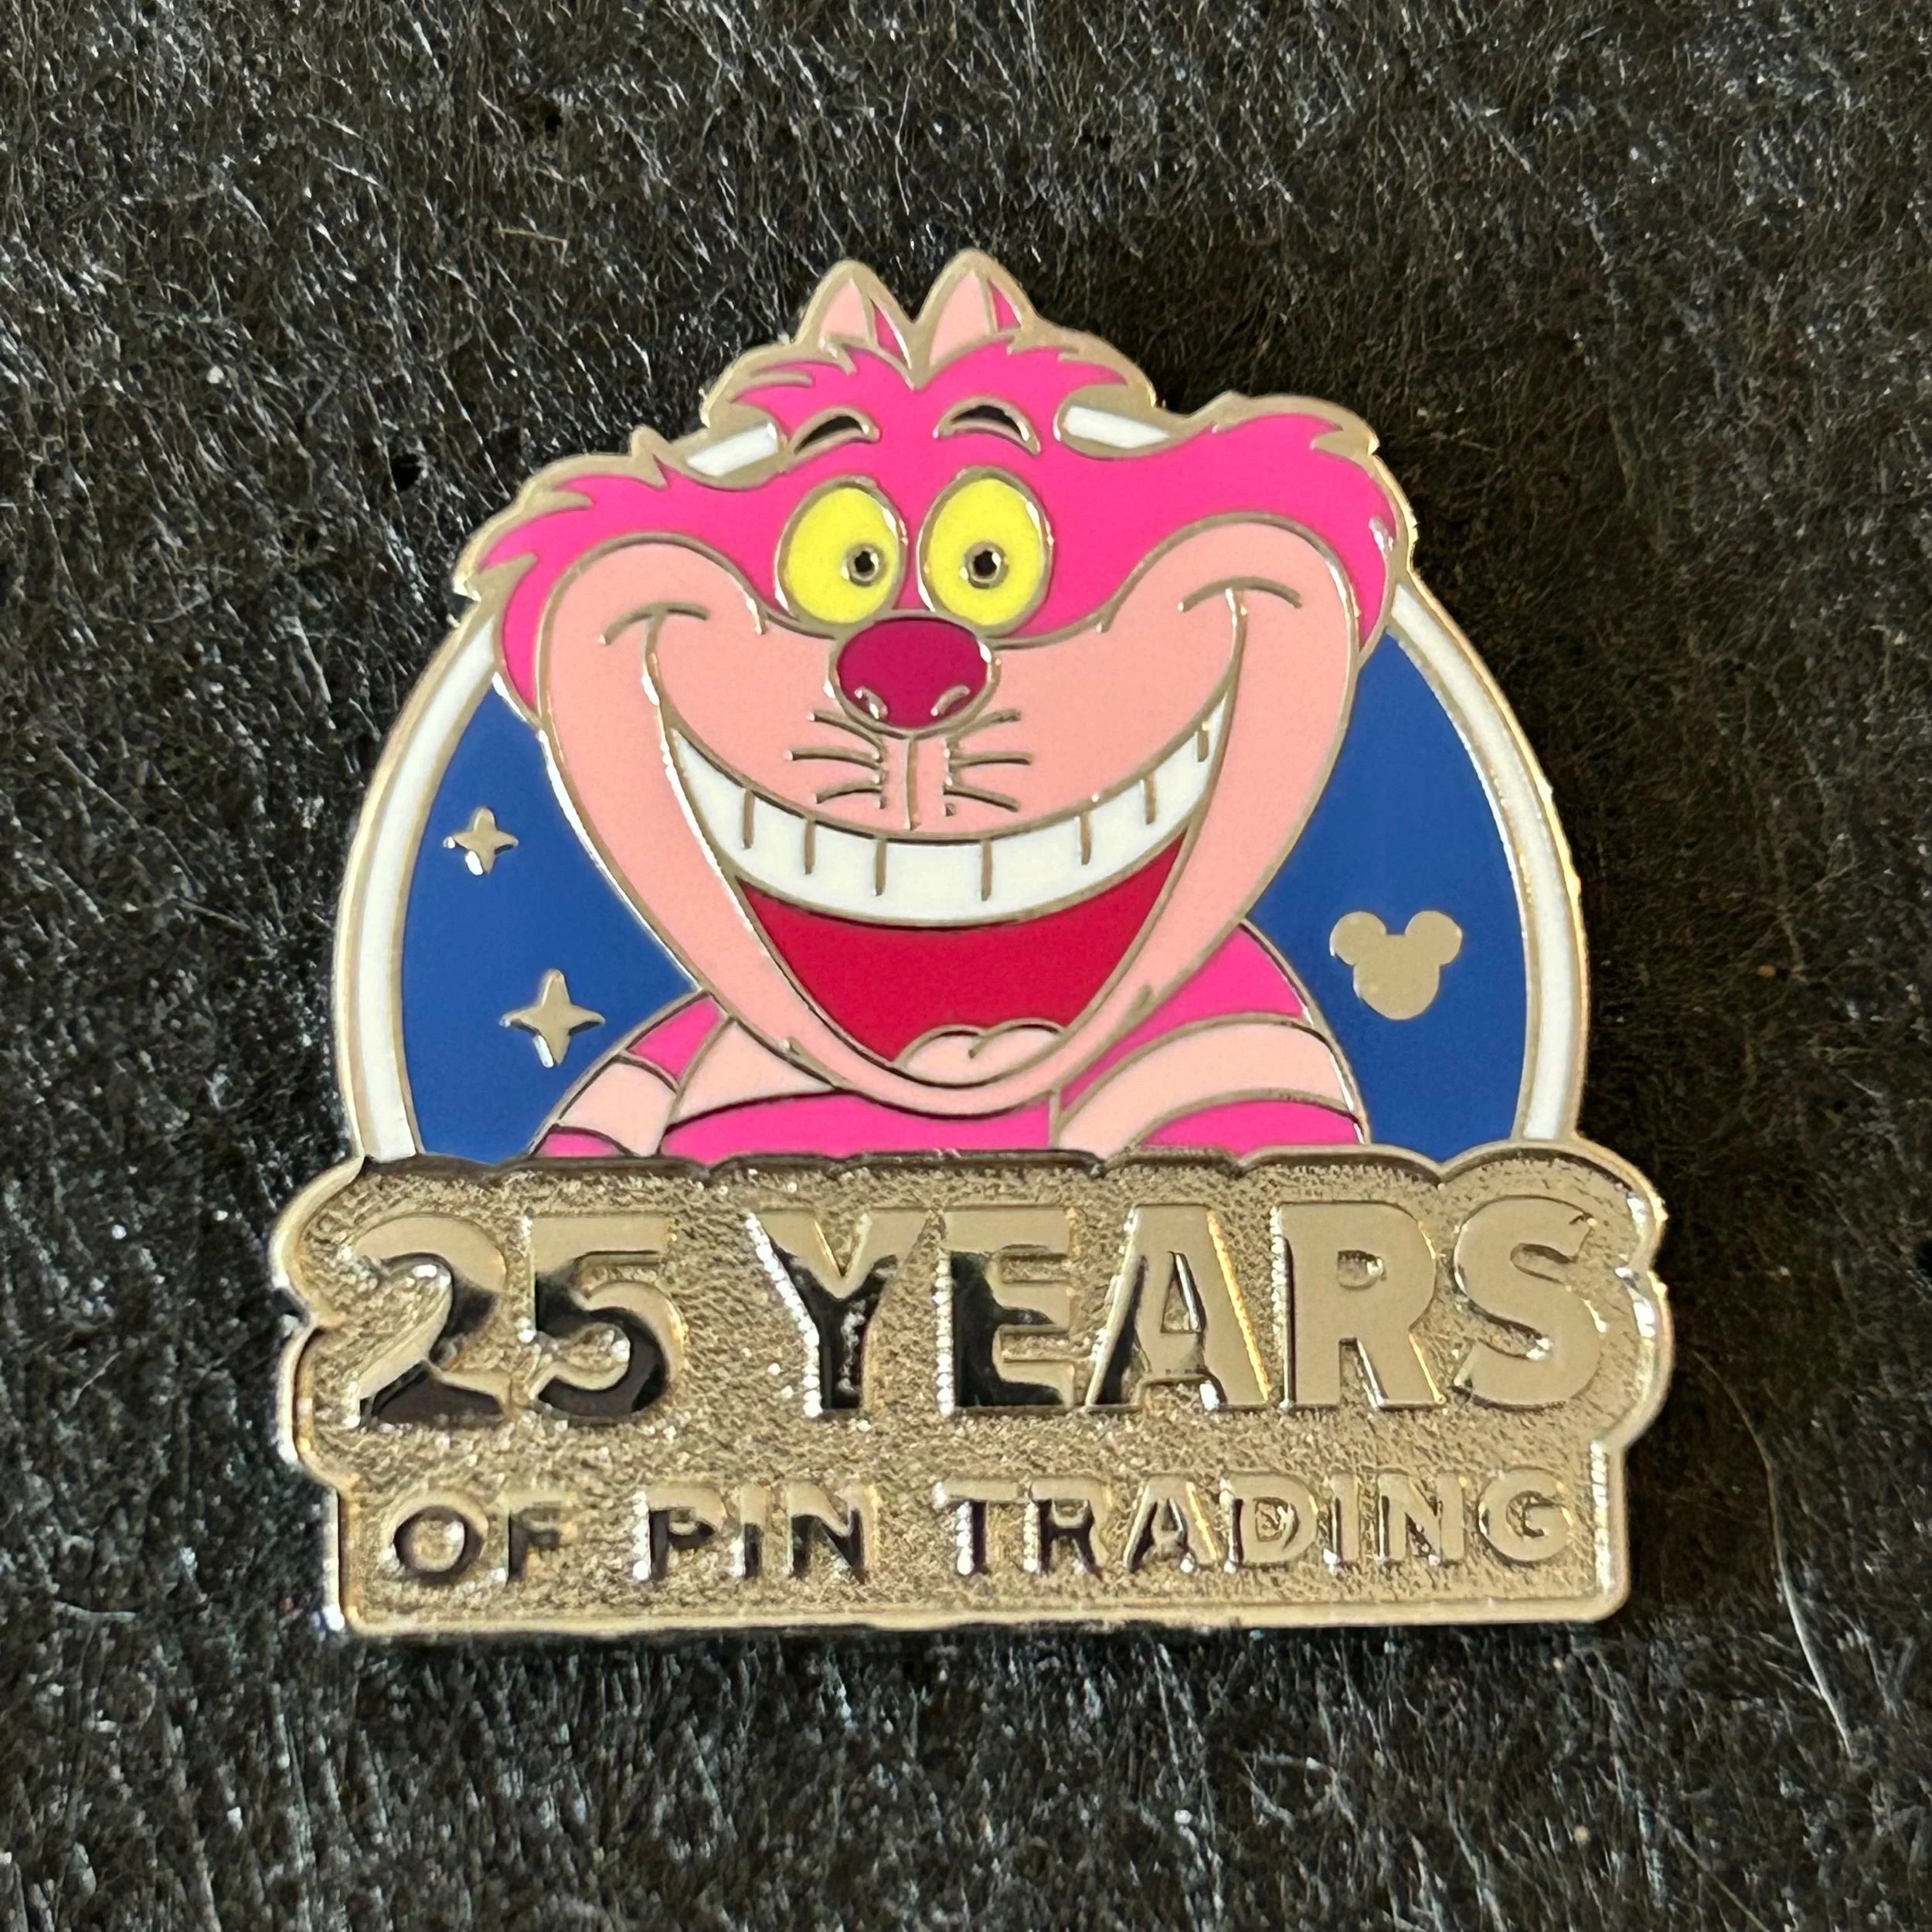 25 YEARS
OF PIN TRADING